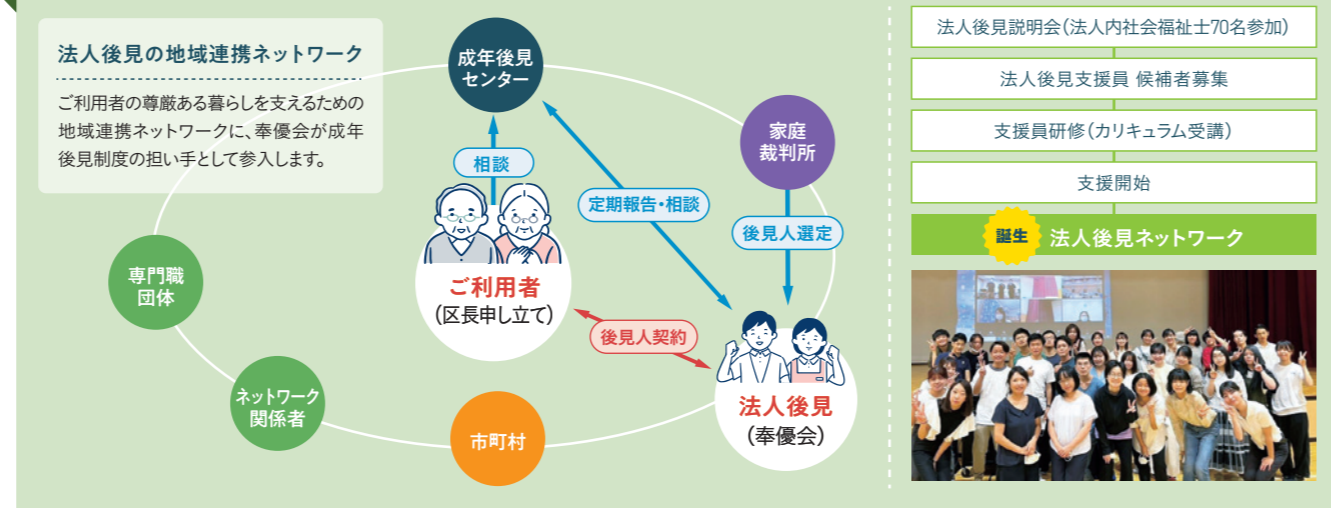 法人後見の地域連携ネットワーク
ご利用者の尊厳ある暮らしを支えるための
地域連携ネットワークに、奉優会が成年
後見制度の担い手として参入します。
成年後見
センター
家庭
裁判所
相談
定期報告・相談
後見人選定
専門職
団体
ご利用者
(区長申し立て)
後見人契約
ネットワーク
関係者
市町村
法人後見
(奉優会)
法人後見説明会(法人内社会福祉士70名参加)
法人後見支援員 候補者募集
支援員研修(カリキュラム受講)
支援開始
誕生 法人後見ネットワーク